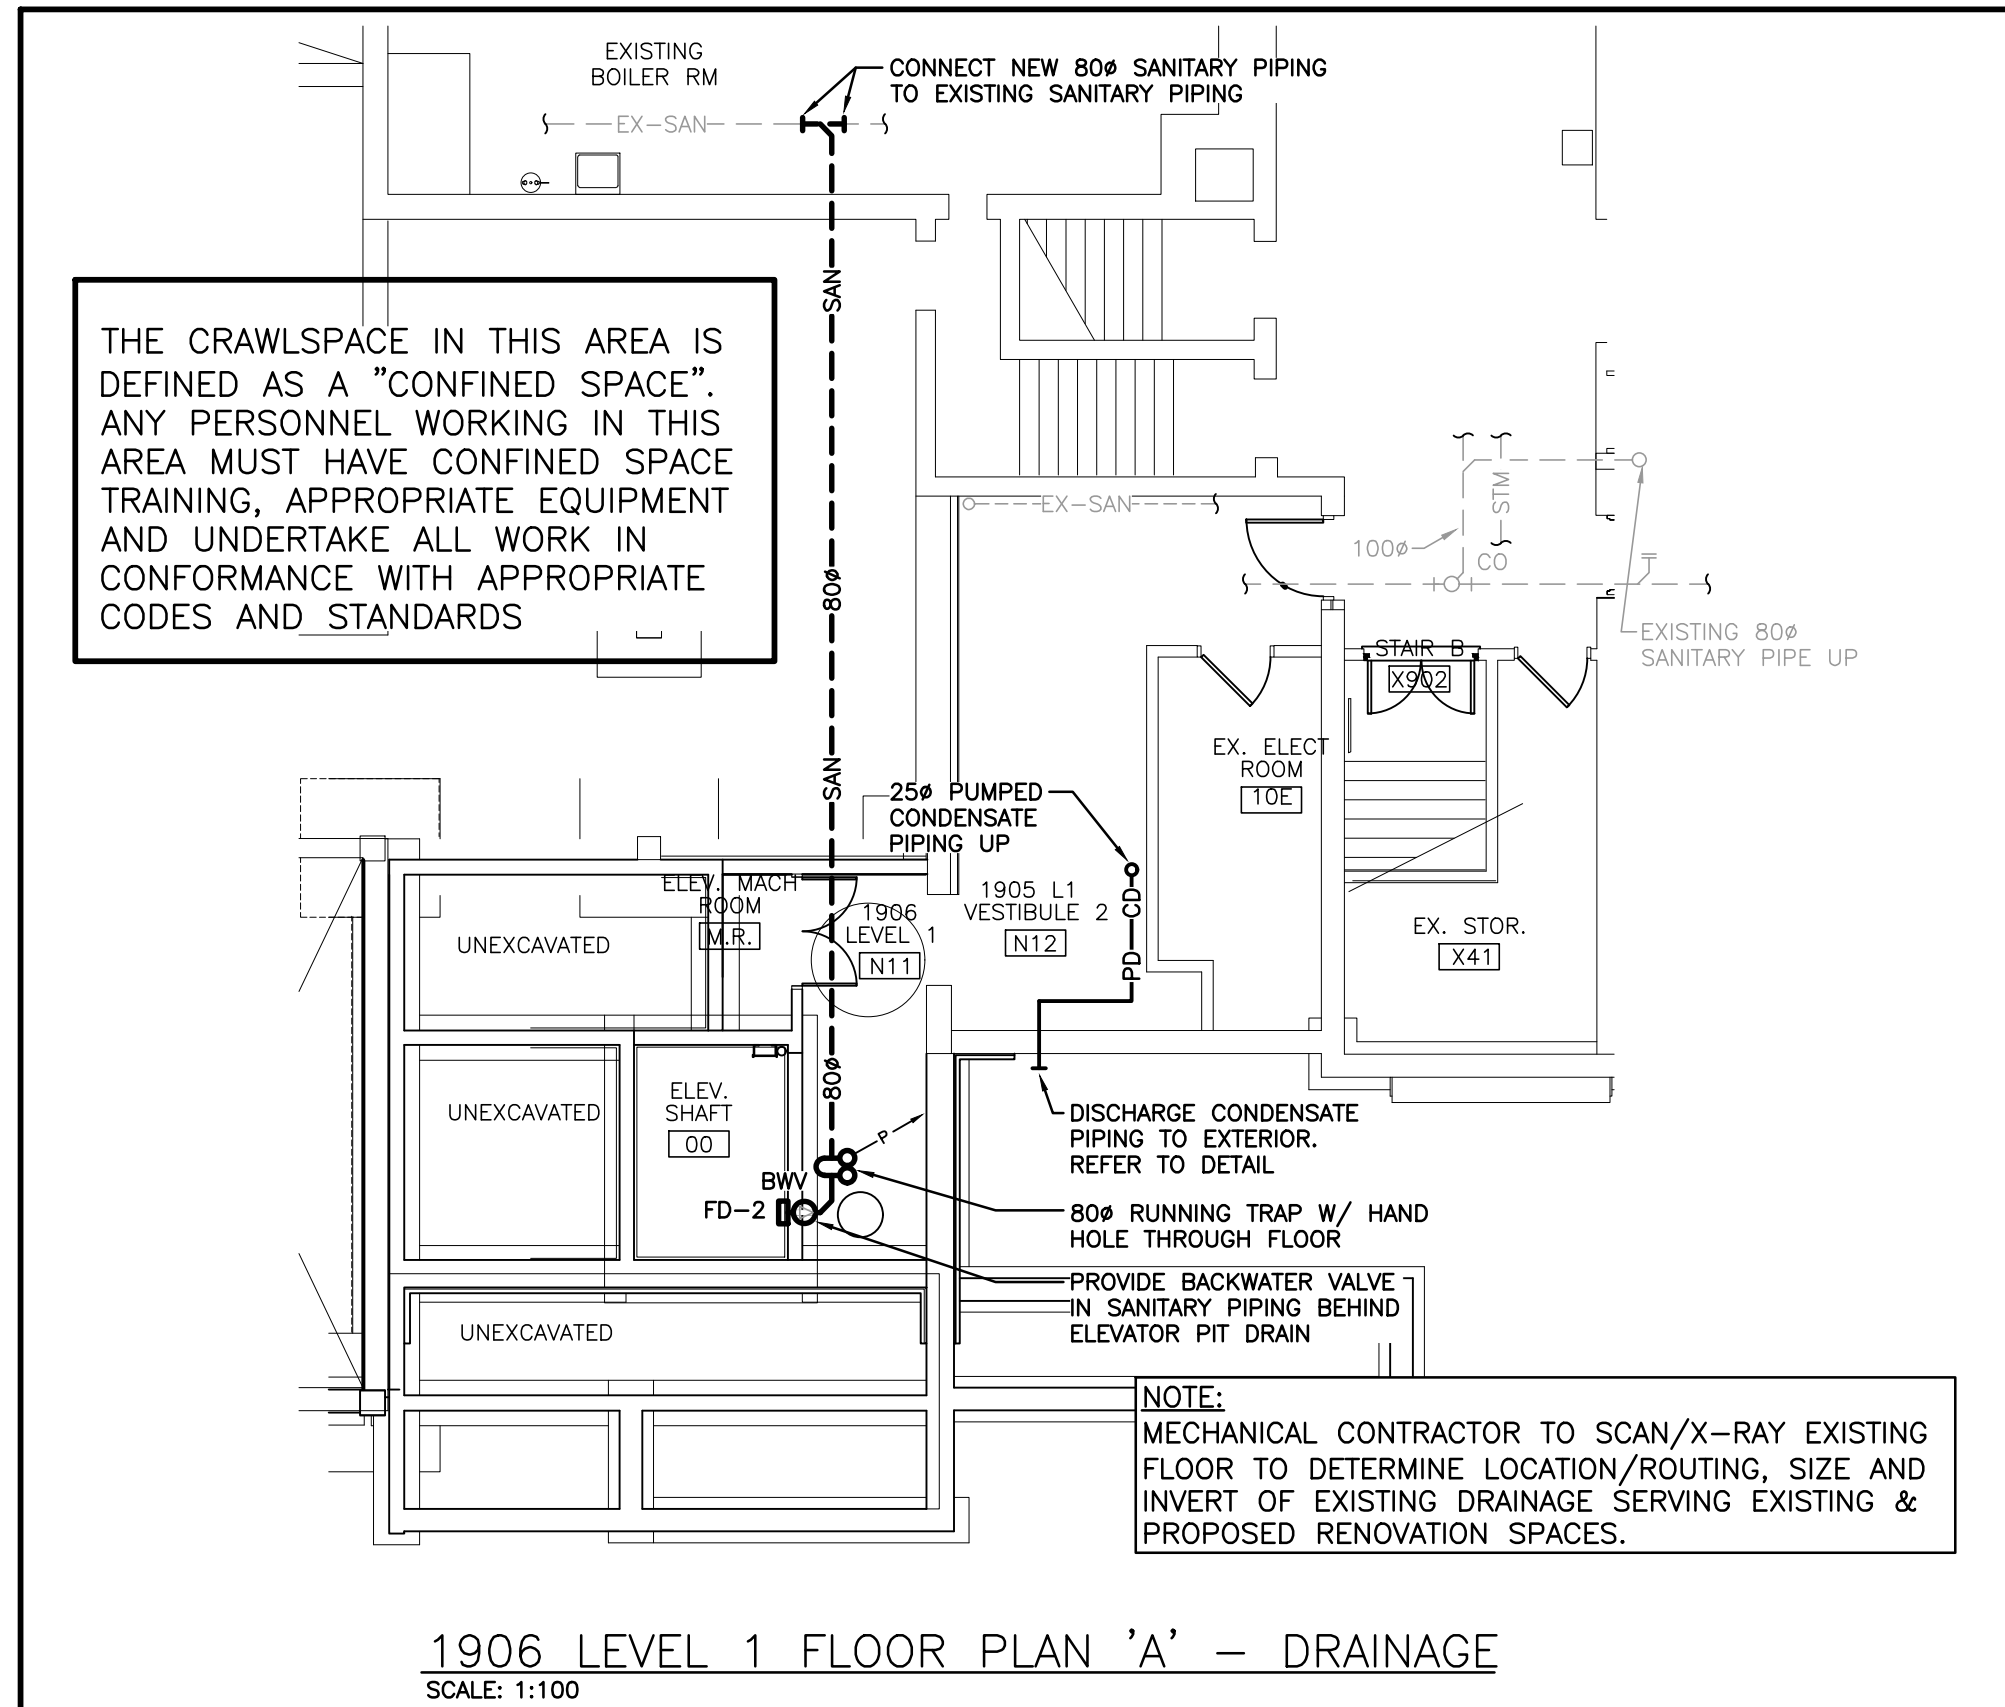 EXISTING
BOILER RM
CONNECT NEW 80ø SANITARY PIPING
TO EXISTING SANITARY PIPING
EX-SAN
SAN
THE CRAWLSPACE IN THIS AREA IS
DEFINED AS A "CONFINED SPACE".
ANY PERSONNEL WORKING IN THIS
AREA MUST HAVE CONFINED SPACE
TRAINING, APPROPRIATE EQUIPMENT
AND UNDERTAKE ALL WORK IN
CONFORMANCE WITH APPROPRIATE
CODES AND STANDARDS
80ø
EX-SAN
STM
100ø
CO
EXISTING 80ø
SANITARY PIPE UP
STAIR B
X902
EX. ELECT
ROOM
10E
SAN
25ø PUMPED
CONDENSATE
PIPING UP
ELEV. MACH
ROOM
M.R.
1906
LEVEL 1
N11
1905 L1
VESTIBULE 2
N12
CD
PD
EX. STOR.
X41
UNEXCAVATED
UNEXCAVATED
ELEV.
SHAFT
00
80ø
P
DISCHARGE CONDENSATE
PIPING TO EXTERIOR.
REFER TO DETAIL
BWV
FD-2
80ø RUNNING TRAP W/ HAND
HOLE THROUGH FLOOR
PROVIDE BACKWATER VALVE
IN SANITARY PIPING BEHIND
ELEVATOR PIT DRAIN
UNEXCAVATED
NOTE:
MECHANICAL CONTRACTOR TO SCAN/X-RAY EXISTING
FLOOR TO DETERMINE LOCATION/ROUTING, SIZE AND
INVERT OF EXISTING DRAINAGE SERVING EXISTING &
PROPOSED RENOVATION SPACES.
1906 LEVEL 1 FLOOR PLAN 'A' - DRAINAGE
SCALE: 1:100